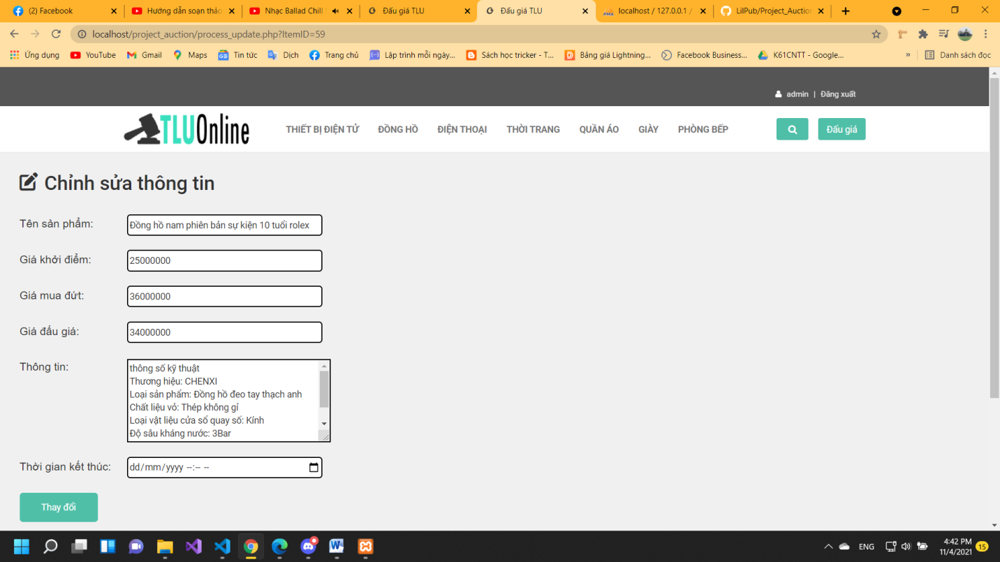 (2) Facebook
Hướng dẫn soạn thảo
Nhạc Ballad Chill
Đấu giá TLU
Đấu giá TLU
localhost / 127.0.0.1 /
LilPub/Project_Auction
localhost/project_auction/process_update.php?ItemID=59
Ứng dụng
YouTube
Gmail
Maps
Tin tức
Dịch
Trang chủ
Lập trình mỗi ngày...
Sách học tricker - T...
Bảng giá Lightning...
Facebook Business...
K61CNTT - Google...
»
Danh sách đọc
admin | Đăng xuất
TLUOnline
THIẾT BỊ ĐIỆN TỬ
ĐỒNG HỒ
ĐIỆN THOẠI
THỜI TRANG
QUẦN ÁO
GIÀY
PHÒNG BẾP
Đấu giá
Chỉnh sửa thông tin
Tên sản phẩm:
Đồng hồ nam phiên bản sự kiện 10 tuổi rolex
Giá khởi điểm:
25000000
Giá mua đứt:
36000000
Giá đấu giá:
34000000
Thông tin:
thông số kỹ thuật
Thương hiệu: CHENXI
Loại sản phẩm: Đồng hồ đeo tay thạch anh
Chất liệu vỏ: Thép không gỉ
Loại vật liệu cửa sổ quay số: Kính
Độ sâu kháng nước: 3Bar
Thời gian kết thúc:
dd/mm/yyyy --:-- --
Thay đổi
ENG
4:42 PM
11/4/2021
15